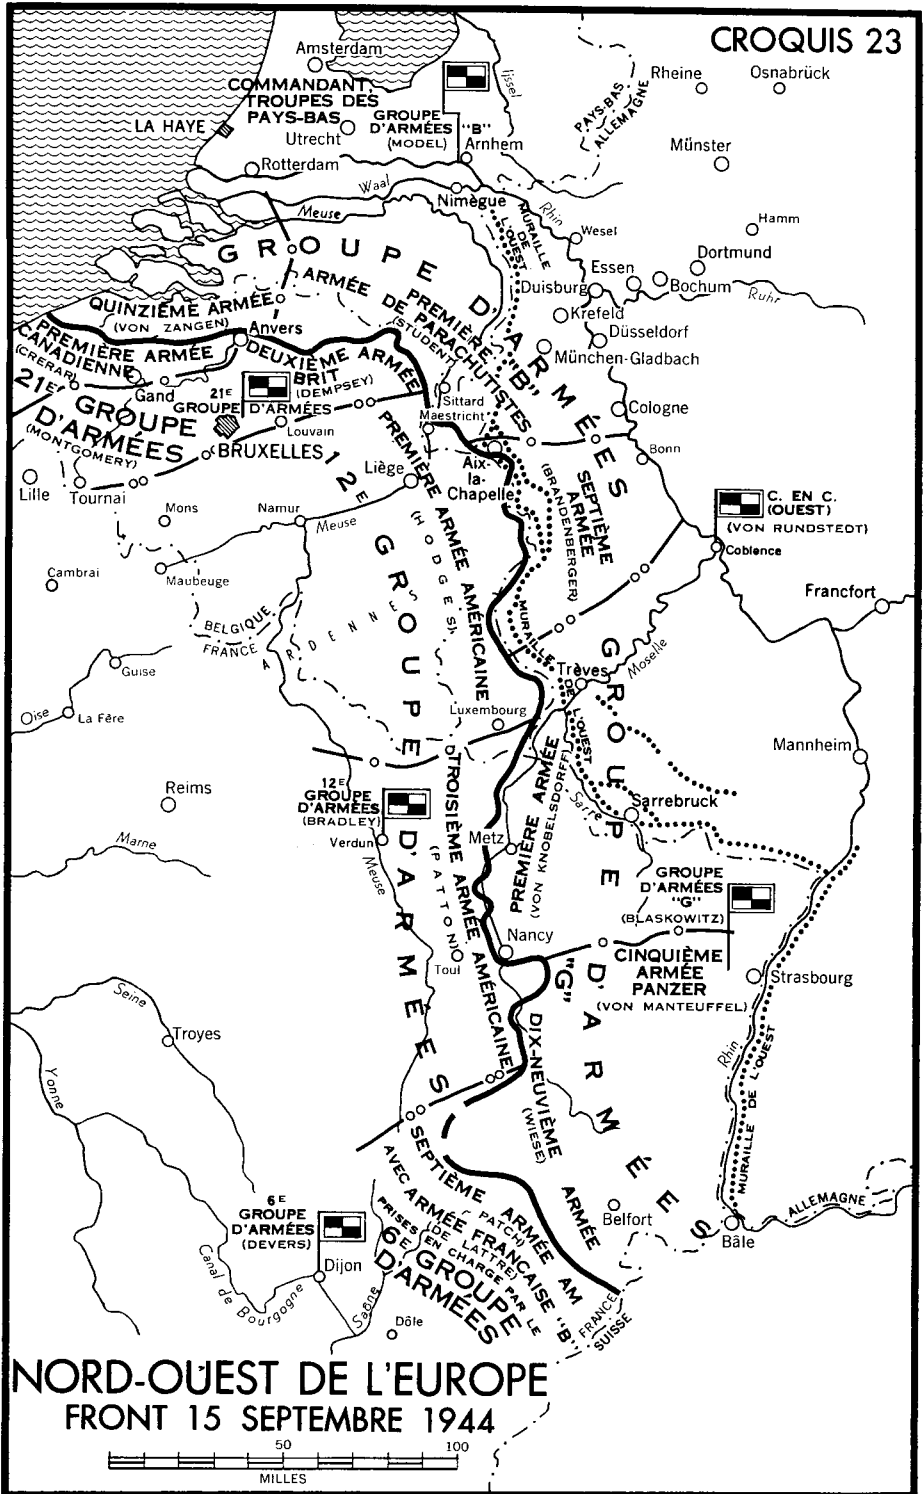 CROQUIS 23
Amsterdam
COMMANDANT,
TROUPES DES
PAYS-BAS
LA HAYE
Utrecht
GROUPE
D'ARMÉES "B"
(MODEL)
Arnhem
Ijssel
PAYS-BAS
ALLEMAGNE
Rheine
Osnabrück
Münster
Rotterdam
Waal
Nimègue
Meuse
Rhin
MURAILLE
DE
L'OUEST
Wesel
Hamm
Dortmund
Essen
Bochum
Duisburg
Ruhr
Krefeld
Düsseldorf
München-Gladbach
GROUPE D'ARMÉES
"B"
ARMÉE DE PARACHUTISTES
PREMIÈRE
(STUDENT)
QUINZIÈME ARMÉE
(VON ZANGEN)
Anvers
PREMIÈRE ARMÉE
CANADIENNE
(CRERAR)
DEUXIÈME ARMÉE
BRIT
(DEMPSEY)
Gand
21E
GROUPE D'ARMÉES
21E
GROUPE
D'ARMÉES
(MONTGOMERY)
BRUXELLES
Louvain
Sittard
Maestricht
Cologne
Bonn
Aix-
la-
Chapelle
Liège
Lille
Tournai
Mons
Namur
Meuse
Maubeuge
Cambrai
BELGIQUE
FRANCE
ARDENNES
12E GROUPE D'ARMÉES
PREMIÈRE ARMÉE AMÉRICAINE
(HODGES)
SEPTIÈME
ARMÉE
(BRANDENBERGER)
C. EN C.
(OUEST)
(VON RUNDSTEDT)
Coblence
Francfort
MURAILLE
DE
L'OUEST
Moselle
Trèves
Guise
Oise
La Fère
Luxembourg
Mannheim
Reims
12E
GROUPE
D'ARMÉES
(BRADLEY)
Verdun
Marne
Meuse
TROISIÈME ARMÉE AMÉRICAINE
(PATTON)
Metz
PREMIÈRE ARMÉE
(VON KNOBELSDORFF)
Sarre
Sarrebruck
GROUPE D'ARMÉES
"G"
GROUPE
D'ARMÉES
"G"
(BLASKOWITZ)
Nancy
Toul
CINQUIÈME
ARMÉE
PANZER
(VON MANTEUFFEL)
Strasbourg
Seine
Troyes
Yonne
Rhin
MURAILLE DE L'OUEST
DIX-NEUVIÈME ARMÉE
(WIESE)
SEPTIÈME ARMÉE AM
(PATCH)
AVEC ARMÉE FRANCAISE "B"
(DE LATTRE)
PRISES EN CHARGE PAR LE
6E GROUPE
D'ARMÉES
6E
GROUPE
D'ARMÉES
(DEVERS)
Dijon
Canal de Bourgogne
Saône
Dôle
Belfort
Bâle
ALLEMAGNE
FRANCE
SUISSE
NORD-OUEST DE L'EUROPE
FRONT 15 SEPTEMBRE 1944
50
100
MILLES